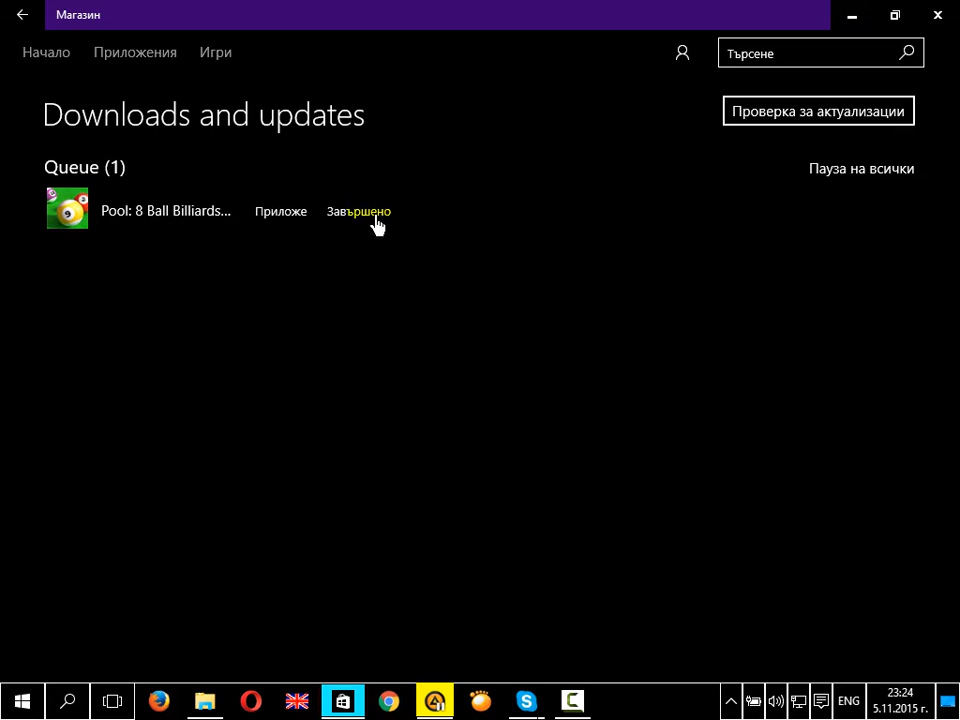 Магазин
Начало Приложения Игри
Търсене
Downloads and updates
Проверка за актуализации
Queue (1)
Пауза на всички
Pool: 8 Ball Billiards... Приложе Завършено
ENG
23:24
5.11.2015 г.